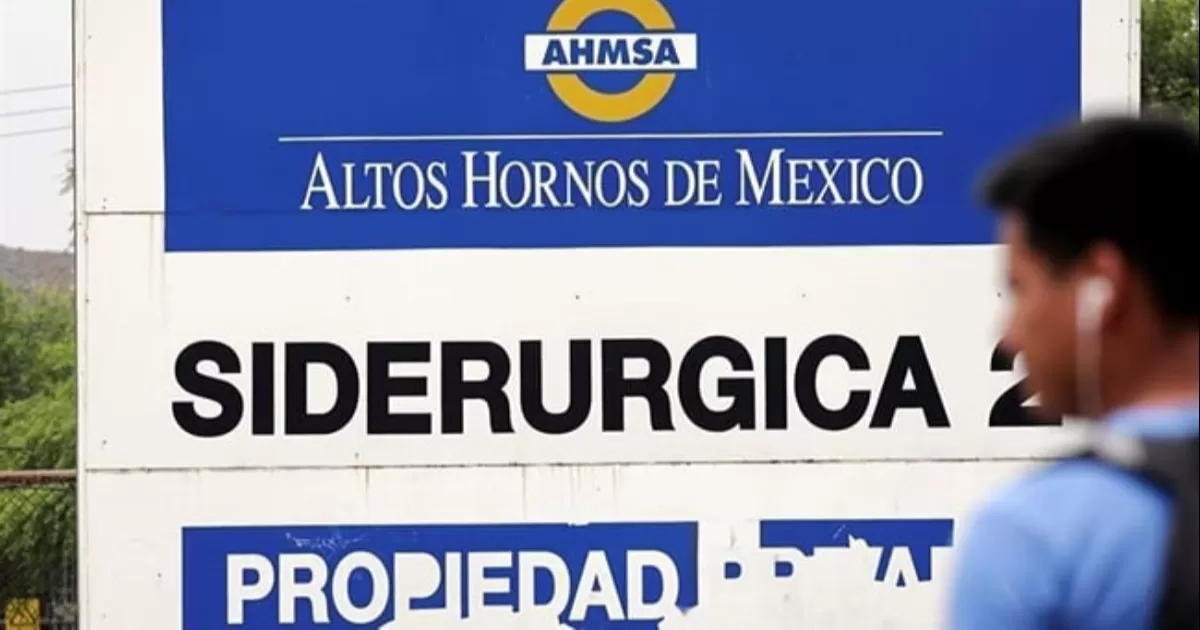 AHMSA
ALTOS HORNOS DE MEXICO
SIDERURGICA 2
PROPIEDAD